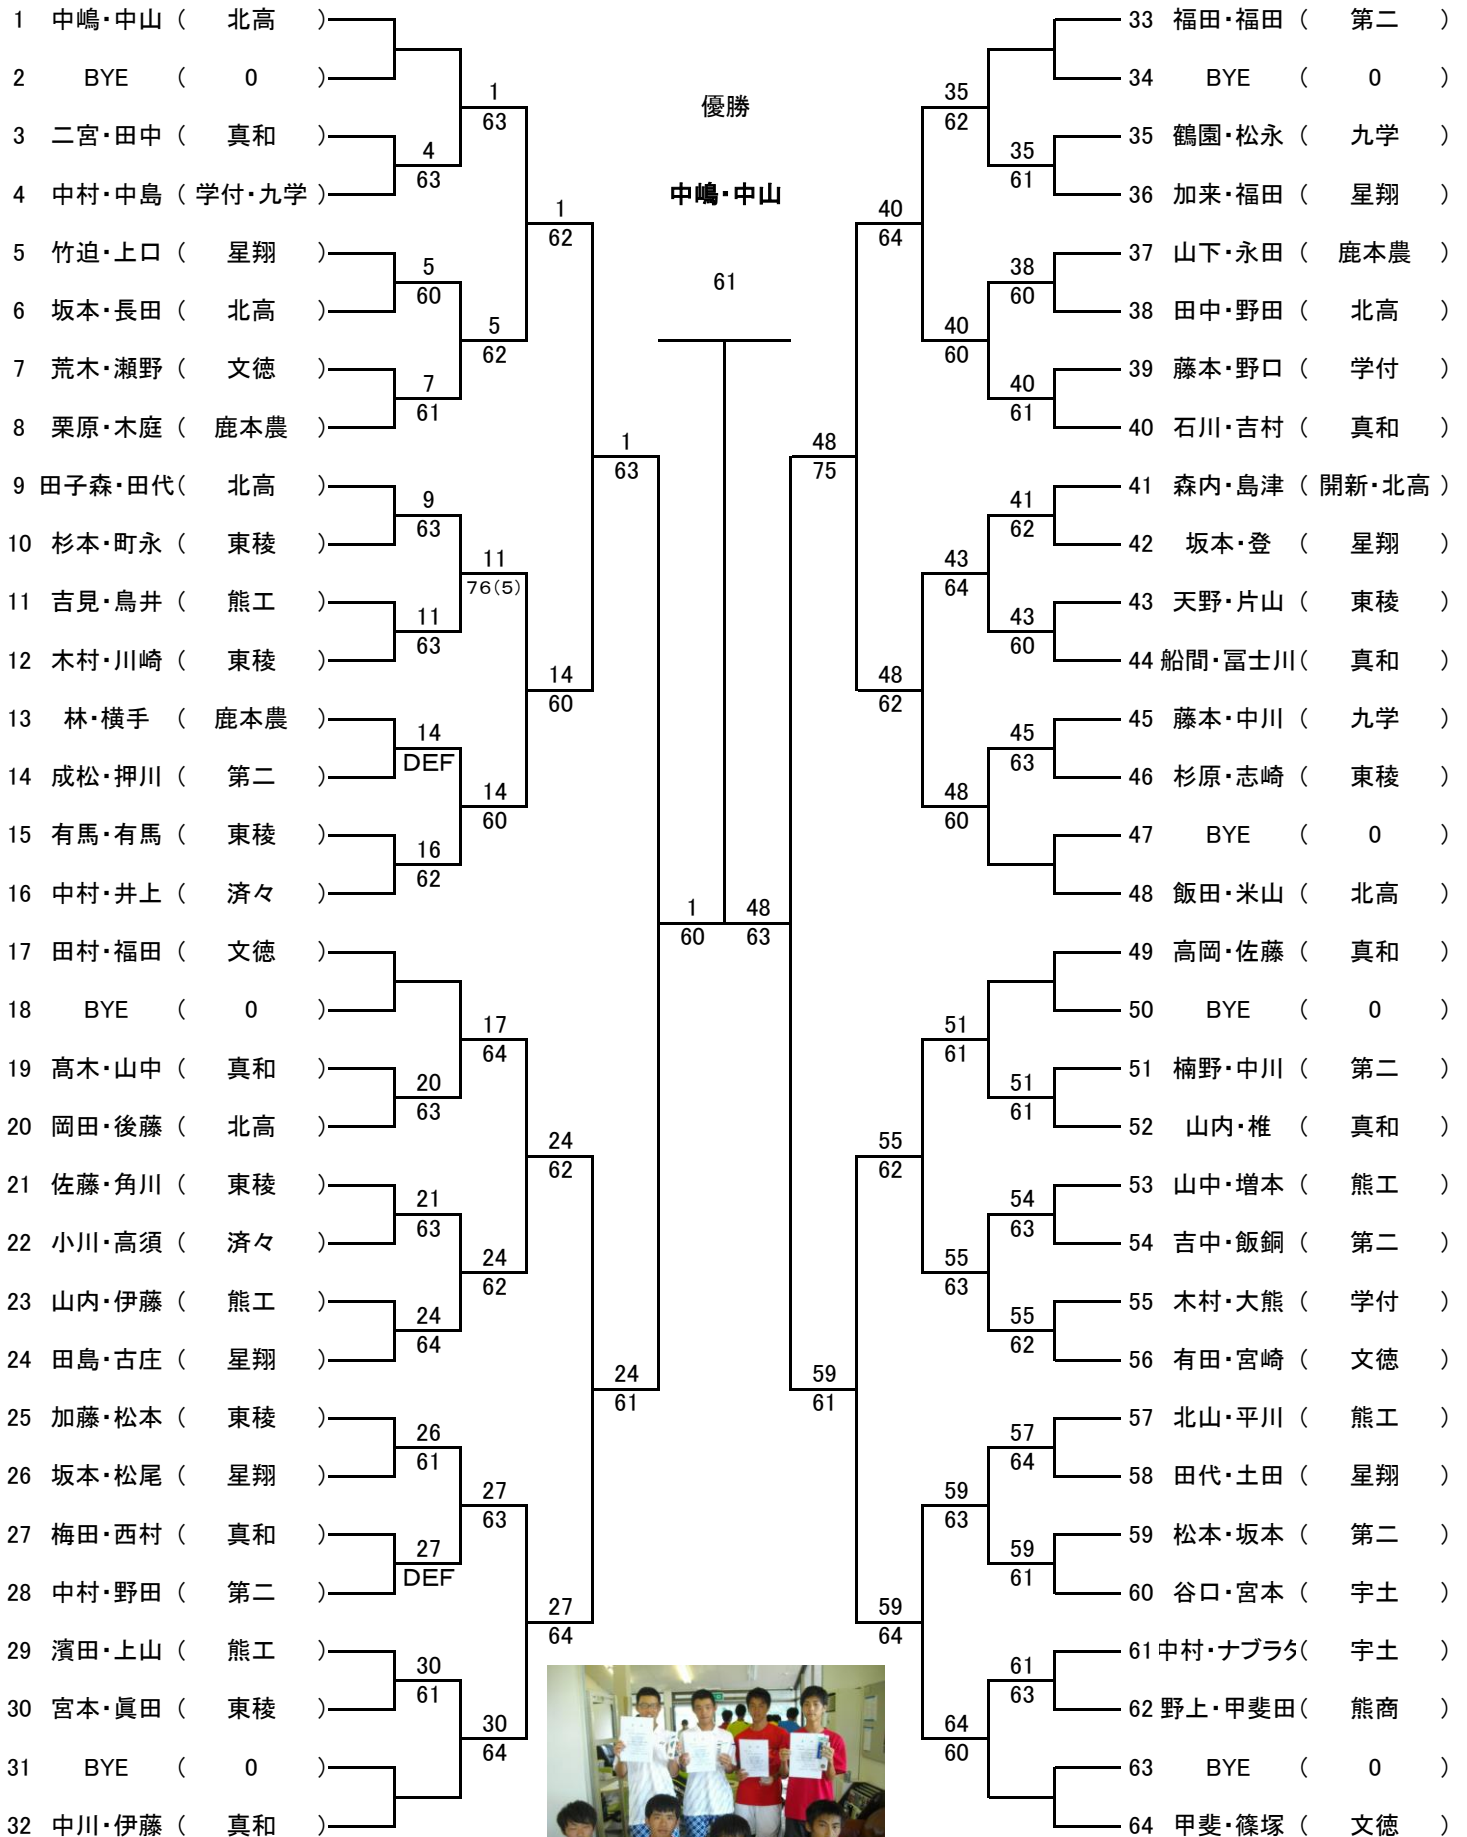 1 中嶋・中山 ( 北高 )
2 BYE ( 0 )
3 二宮・田中 ( 真和 )
4 中村・中島 ( 学付・九学 )
5 竹迫・上口 ( 星翔 )
6 坂本・長田 ( 北高 )
7 荒木・瀬野 ( 文徳 )
8 栗原・木庭 ( 鹿本農 )
9 田子森・田代( 北高 )
10 杉本・町永 ( 東稜 )
11 吉見・鳥井 ( 熊工 )
12 木村・川崎 ( 東稜 )
13 林・横手 ( 鹿本農 )
14 成松・押川 ( 第二 )
15 有馬・有馬 ( 東稜 )
16 中村・井上 ( 済々 )
17 田村・福田 ( 文徳 )
18 BYE ( 0 )
19 髙木・山中 ( 真和 )
20 岡田・後藤 ( 北高 )
21 佐藤・角川 ( 東稜 )
22 小川・高須 ( 済々 )
23 山内・伊藤 ( 熊工 )
24 田島・古庄 ( 星翔 )
25 加藤・松本 ( 東稜 )
26 坂本・松尾 ( 星翔 )
27 梅田・西村 ( 真和 )
28 中村・野田 ( 第二 )
29 濱田・上山 ( 熊工 )
30 宮本・眞田 ( 東稜 )
31 BYE ( 0 )
32 中川・伊藤 ( 真和 )
4
63
5
60
7
61
9
63
11
63
14
DEF
16
62
20
63
21
63
24
64
26
61
27
DEF
30
61
1
63
5
62
11
76(5)
14
60
17
64
24
62
27
63
30
64
1
62
14
60
24
62
27
64
1
63
24
61
1
60
優勝
中嶋・中山
61
48
63
48
75
59
61
40
64
48
62
55
62
59
64
35
62
40
60
43
64
48
60
51
61
55
63
59
63
64
60
35
61
38
60
40
61
41
62
43
60
45
63
51
61
54
63
55
62
57
64
59
61
61
63
33 福田・福田 ( 第二 )
34 BYE ( 0 )
35 鶴園・松永 ( 九学 )
36 加来・福田 ( 星翔 )
37 山下・永田 ( 鹿本農 )
38 田中・野田 ( 北高 )
39 藤本・野口 ( 学付 )
40 石川・吉村 ( 真和 )
41 森内・島津 ( 開新・北高 )
42 坂本・登 ( 星翔 )
43 天野・片山 ( 東稜 )
44 船間・冨士川( 真和 )
45 藤本・中川 ( 九学 )
46 杉原・志崎 ( 東稜 )
47 BYE ( 0 )
48 飯田・米山 ( 北高 )
49 高岡・佐藤 ( 真和 )
50 BYE ( 0 )
51 楠野・中川 ( 第二 )
52 山内・椎 ( 真和 )
53 山中・増本 ( 熊工 )
54 吉中・飯銅 ( 第二 )
55 木村・大熊 ( 学付 )
56 有田・宮崎 ( 文徳 )
57 北山・平川 ( 熊工 )
58 田代・土田 ( 星翔 )
59 松本・坂本 ( 第二 )
60 谷口・宮本 ( 宇土 )
61 中村・ナブラタ( 宇土 )
62 野上・甲斐田( 熊商 )
63 BYE ( 0 )
64 甲斐・篠塚 ( 文徳 )